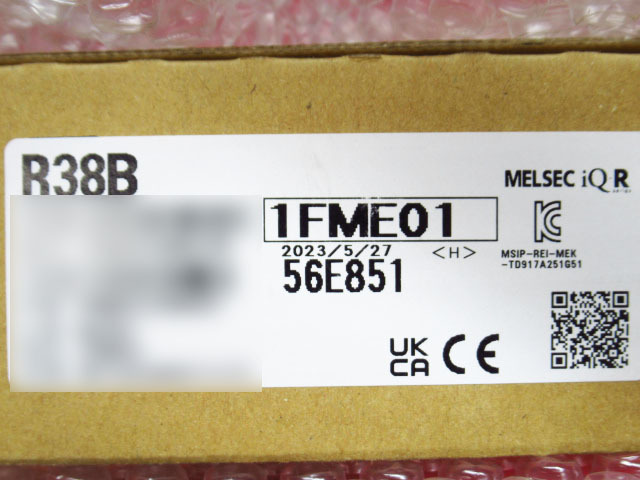 R38B
MELSEC iQ R
1FME01
2023/5/27 <H>
56E851
MSIP-REI-MEK
-TD917A251G51
UK
CA CE